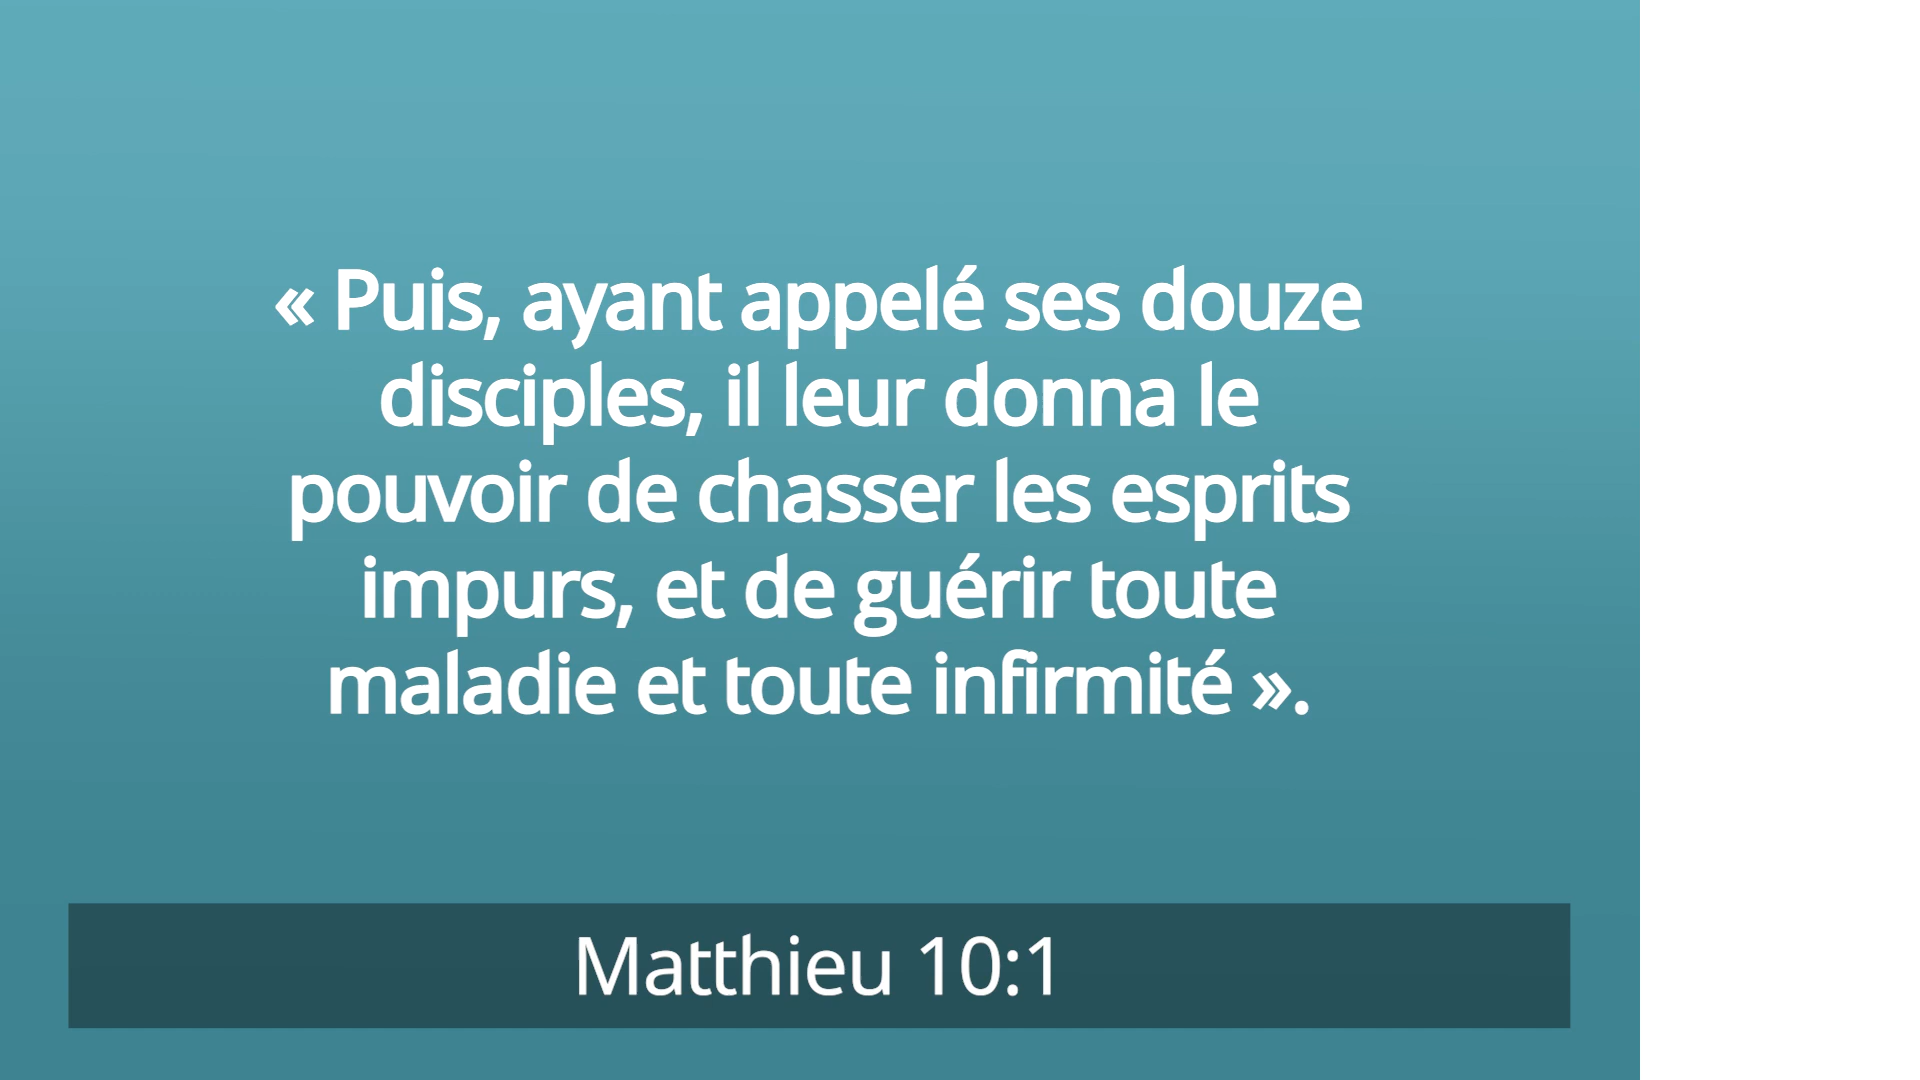 « Puis, ayant appelé ses douze
disciples, il leur donna le
pouvoir de chasser les esprits
impurs, et de guérir toute
maladie et toute infirmité ».
Matthieu 10:1